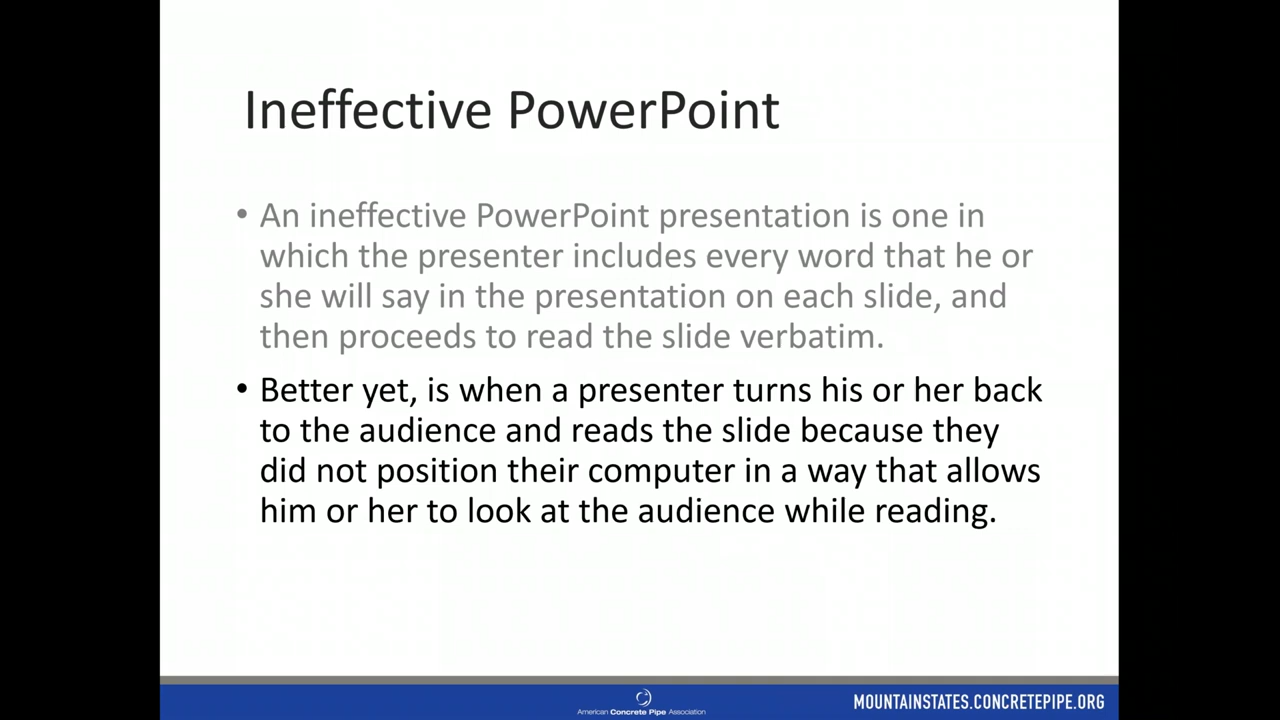 Ineffective PowerPoint
• An ineffective PowerPoint presentation is one in
which the presenter includes every word that he or
she will say in the presentation on each slide, and
then proceeds to read the slide verbatim.
• Better yet, is when a presenter turns his or her back
to the audience and reads the slide because they
did not position their computer in a way that allows
him or her to look at the audience while reading.
American Concrete Pipe Association
MOUNTAINSTATES.CONCRETEPIPE.ORG